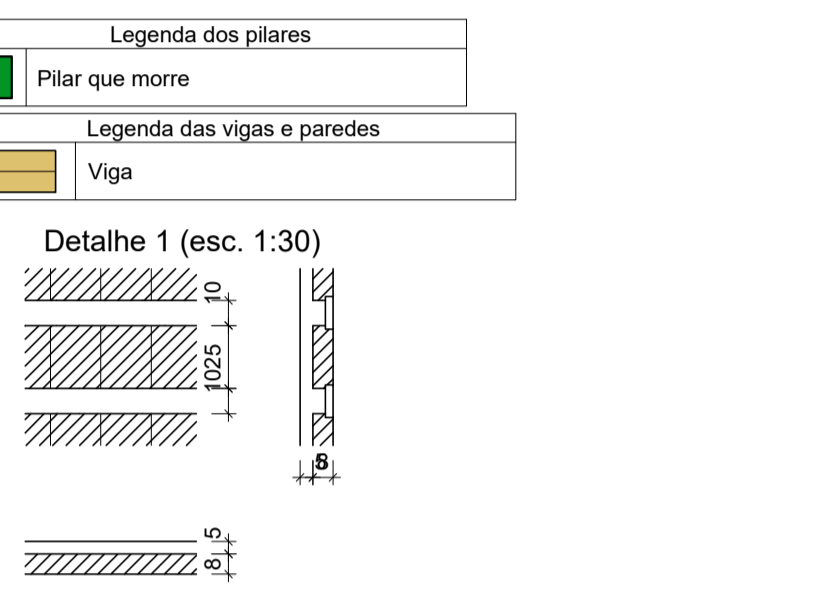 Legenda dos pilares
Pilar que morre
Legenda das vigas e paredes
Viga
Detalhe 1 (esc. 1:30)
10
1025
5
8